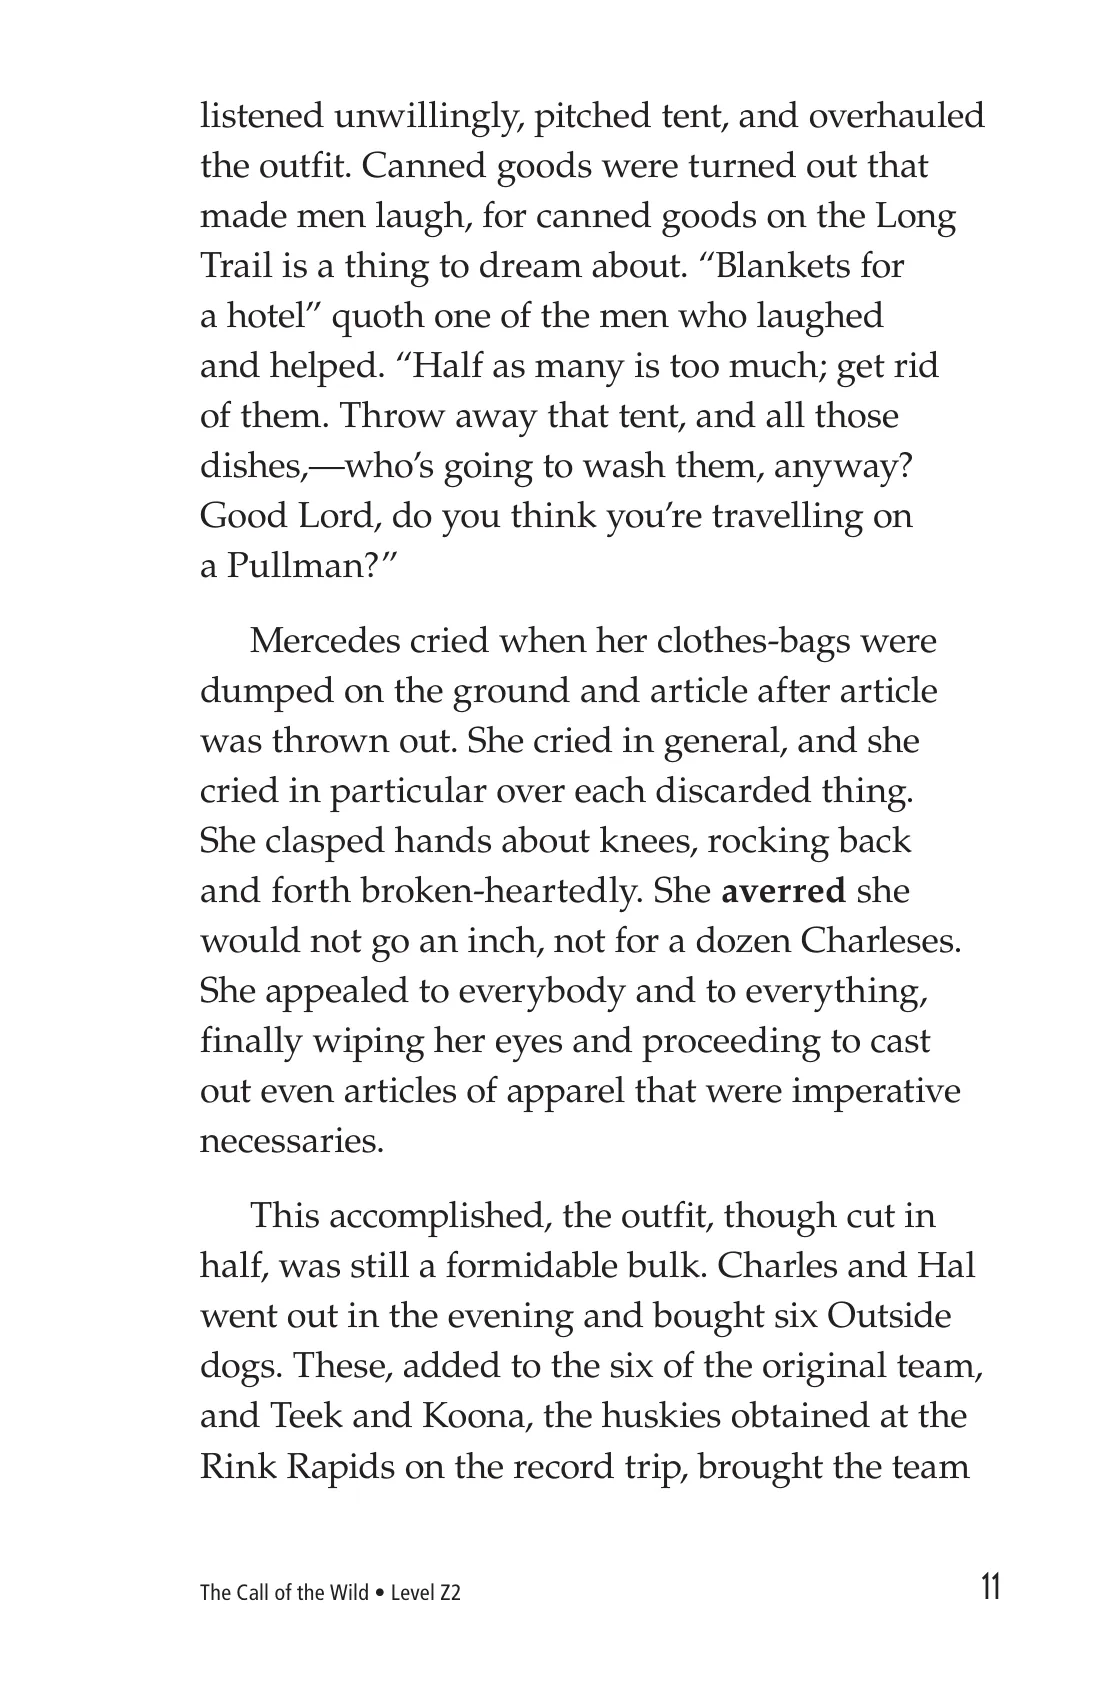 listened unwillingly, pitched tent, and overhauled
the outfit. Canned goods were turned out that
made men laugh, for canned goods on the Long
Trail is a thing to dream about. “Blankets for
a hotel” quoth one of the men who laughed
and helped. “Half as many is too much; get rid
of them. Throw away that tent, and all those
dishes,—who’s going to wash them, anyway?
Good Lord, do you think you’re travelling on
a Pullman?”
Mercedes cried when her clothes-bags were
dumped on the ground and article after article
was thrown out. She cried in general, and she
cried in particular over each discarded thing.
She clasped hands about knees, rocking back
and forth broken-heartedly. She averred she
would not go an inch, not for a dozen Charleses.
She appealed to everybody and to everything,
finally wiping her eyes and proceeding to cast
out even articles of apparel that were imperative
necessaries.
This accomplished, the outfit, though cut in
half, was still a formidable bulk. Charles and Hal
went out in the evening and bought six Outside
dogs. These, added to the six of the original team,
and Teek and Koona, the huskies obtained at the
Rink Rapids on the record trip, brought the team
The Call of the Wild • Level Z2
11